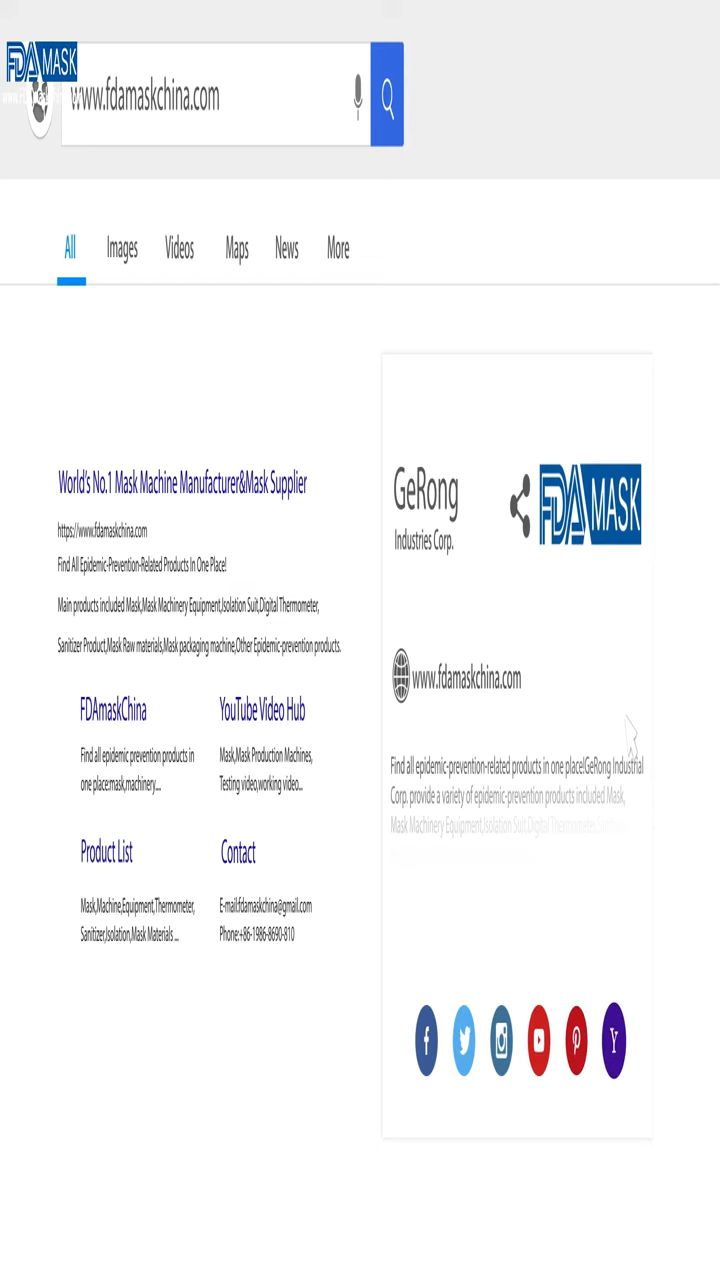 FDA MASK
www.fdamaskchina.com
All Images Videos Maps News More
World's No.1 Mask Machine Manufacturer&Mask Supplier
https://www.fdamaskchina.com
Find All Epidemic-Prevention-Related Products In One Place!
Main products included Mask,Mask Machinery Equipment,Isolation Suit,Digital Thermometer,
Sanitizer Product,Mask Raw materials,Mask packaging machine,Other Epidemic-prevention products.
FDAmaskChina
Find all epidemic prevention products in
one place:mask,machinery....
YouTube Video Hub
Mask,Mask Production Machines,
Testing video,working video...
Product List
Mask,Machine,Equipment,Thermometer,
Sanitizer,Isolation,Mask Materials ...
Contact
E-mail:fdamaskchina@gmail.com
Phone:+86-1986-8690-810
GeRong
Industries Corp.
FDA MASK
www.fdamaskchina.com
Find all epidemic-prevention-related products in one place!GeRong Industrial
Corp. provide a variety of epidemic-prevention products included Mask,
Mask Machinery Equipment,Isolation Suit,Digital Thermometer,